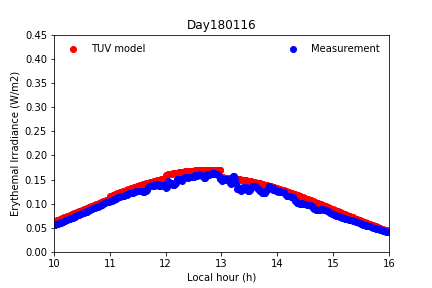 Day180116
TUV model
Measurement
Erythemal Irradiance (W/m2)
0.45
0.40
0.35
0.30
0.25
0.20
0.15
0.10
0.05
0.00
10 11 12 13 14 15 16
Local hour (h)